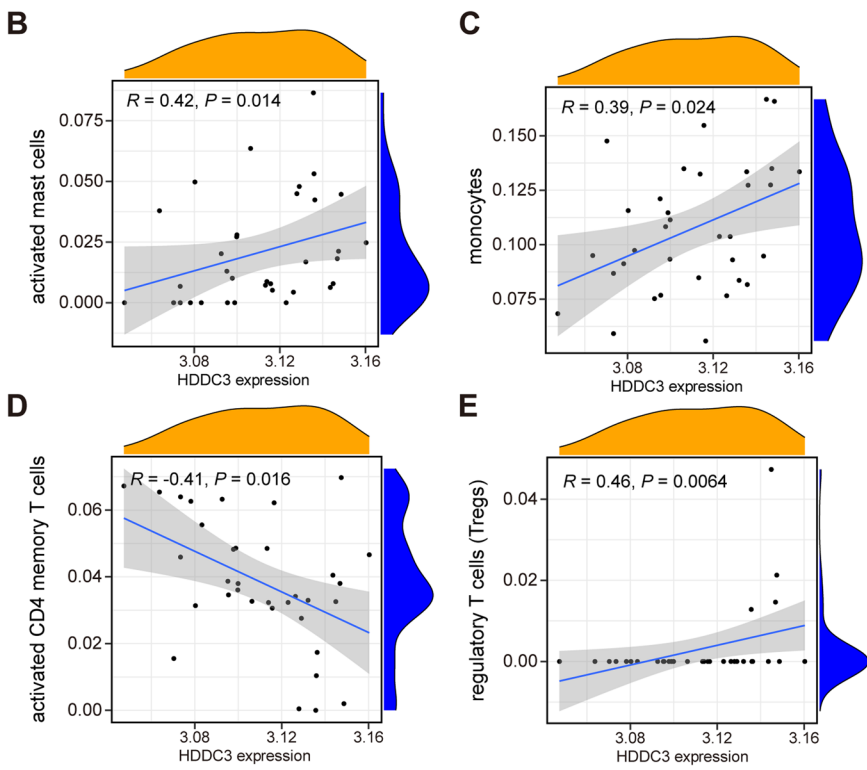 B
R = 0.42, P = 0.014
activated mast cells
0.075
0.050
0.025
0.000
3.08
3.12
3.16
HDDC3 expression
C
R = 0.39, P = 0.024
monocytes
0.150
0.125
0.100
0.075
3.08
3.12
3.16
HDDC3 expression
D
R = -0.41, P = 0.016
activated CD4 memory T cells
0.06
0.04
0.02
0.00
3.08
3.12
3.16
HDDC3 expression
E
R = 0.46, P = 0.0064
regulatory T cells (Tregs)
0.04
0.02
0.00
3.08
3.12
3.16
HDDC3 expression